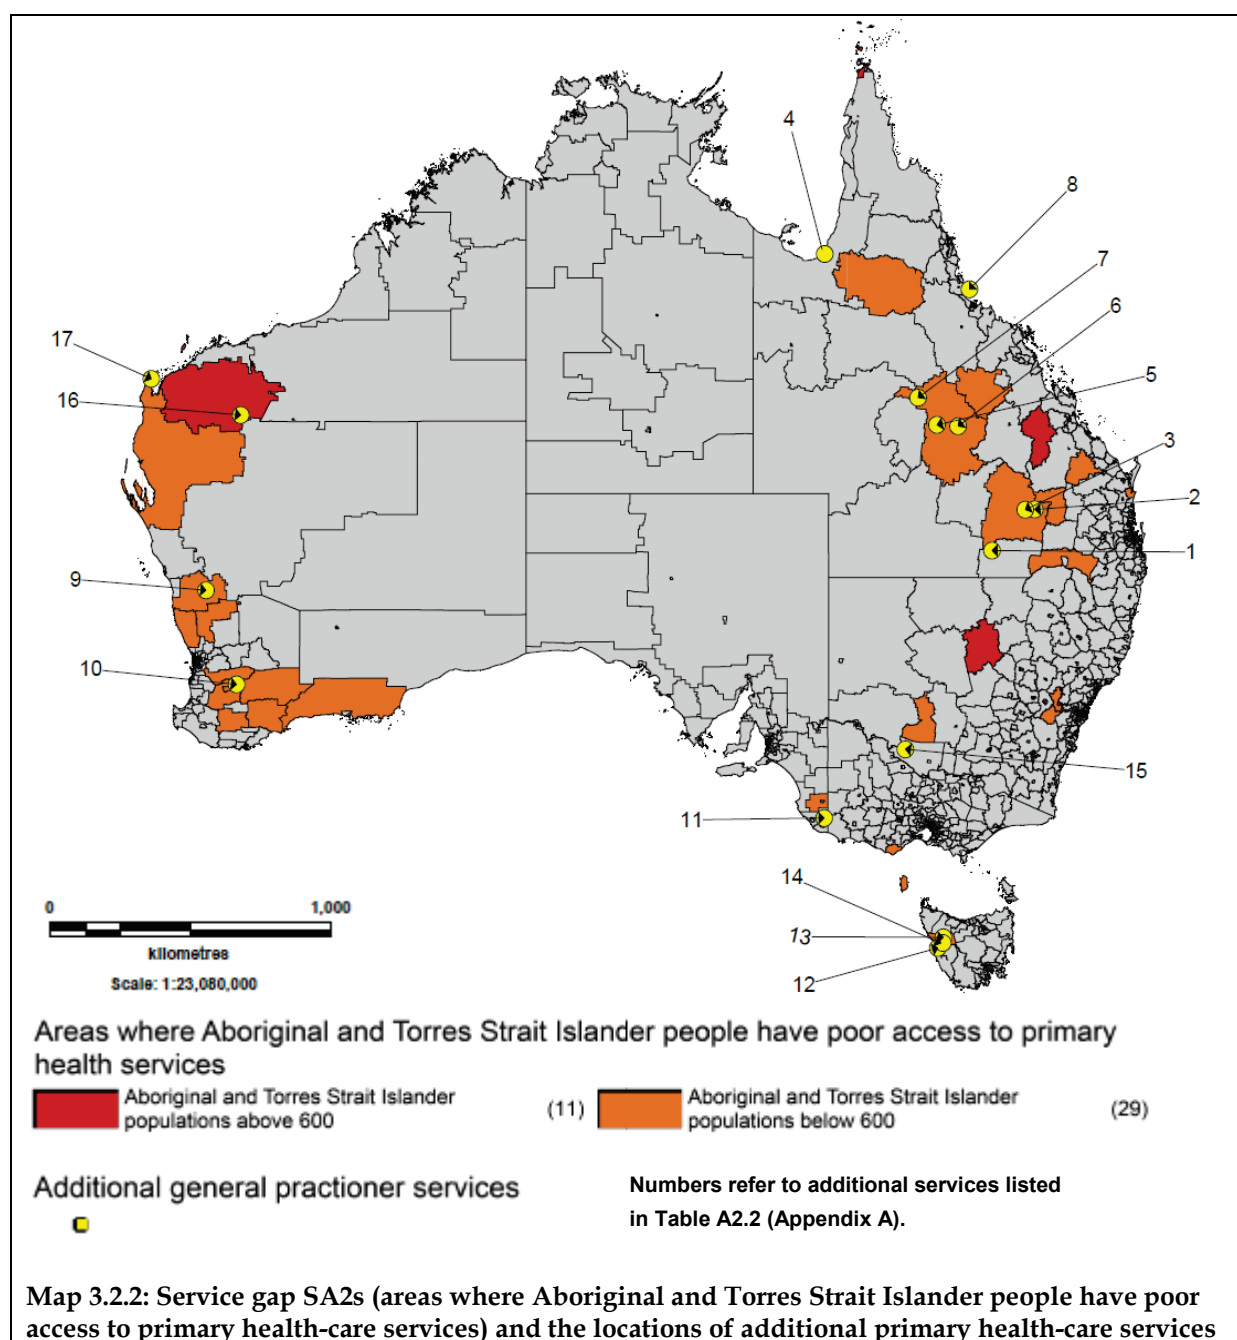 4
8
7
6
5
3
2
1
17
16
9
10
11
15
14
13
12
0 1,000
kilometres
Scale: 1:23,080,000
Areas where Aboriginal and Torres Strait Islander people have poor access to primary
health services
Aboriginal and Torres Strait Islander
populations above 600 (11)
Aboriginal and Torres Strait Islander
populations below 600 (29)
Additional general practioner services
Numbers refer to additional services listed
in Table A2.2 (Appendix A).
Map 3.2.2: Service gap SA2s (areas where Aboriginal and Torres Strait Islander people have poor
access to primary health-care services) and the locations of additional primary health-care services